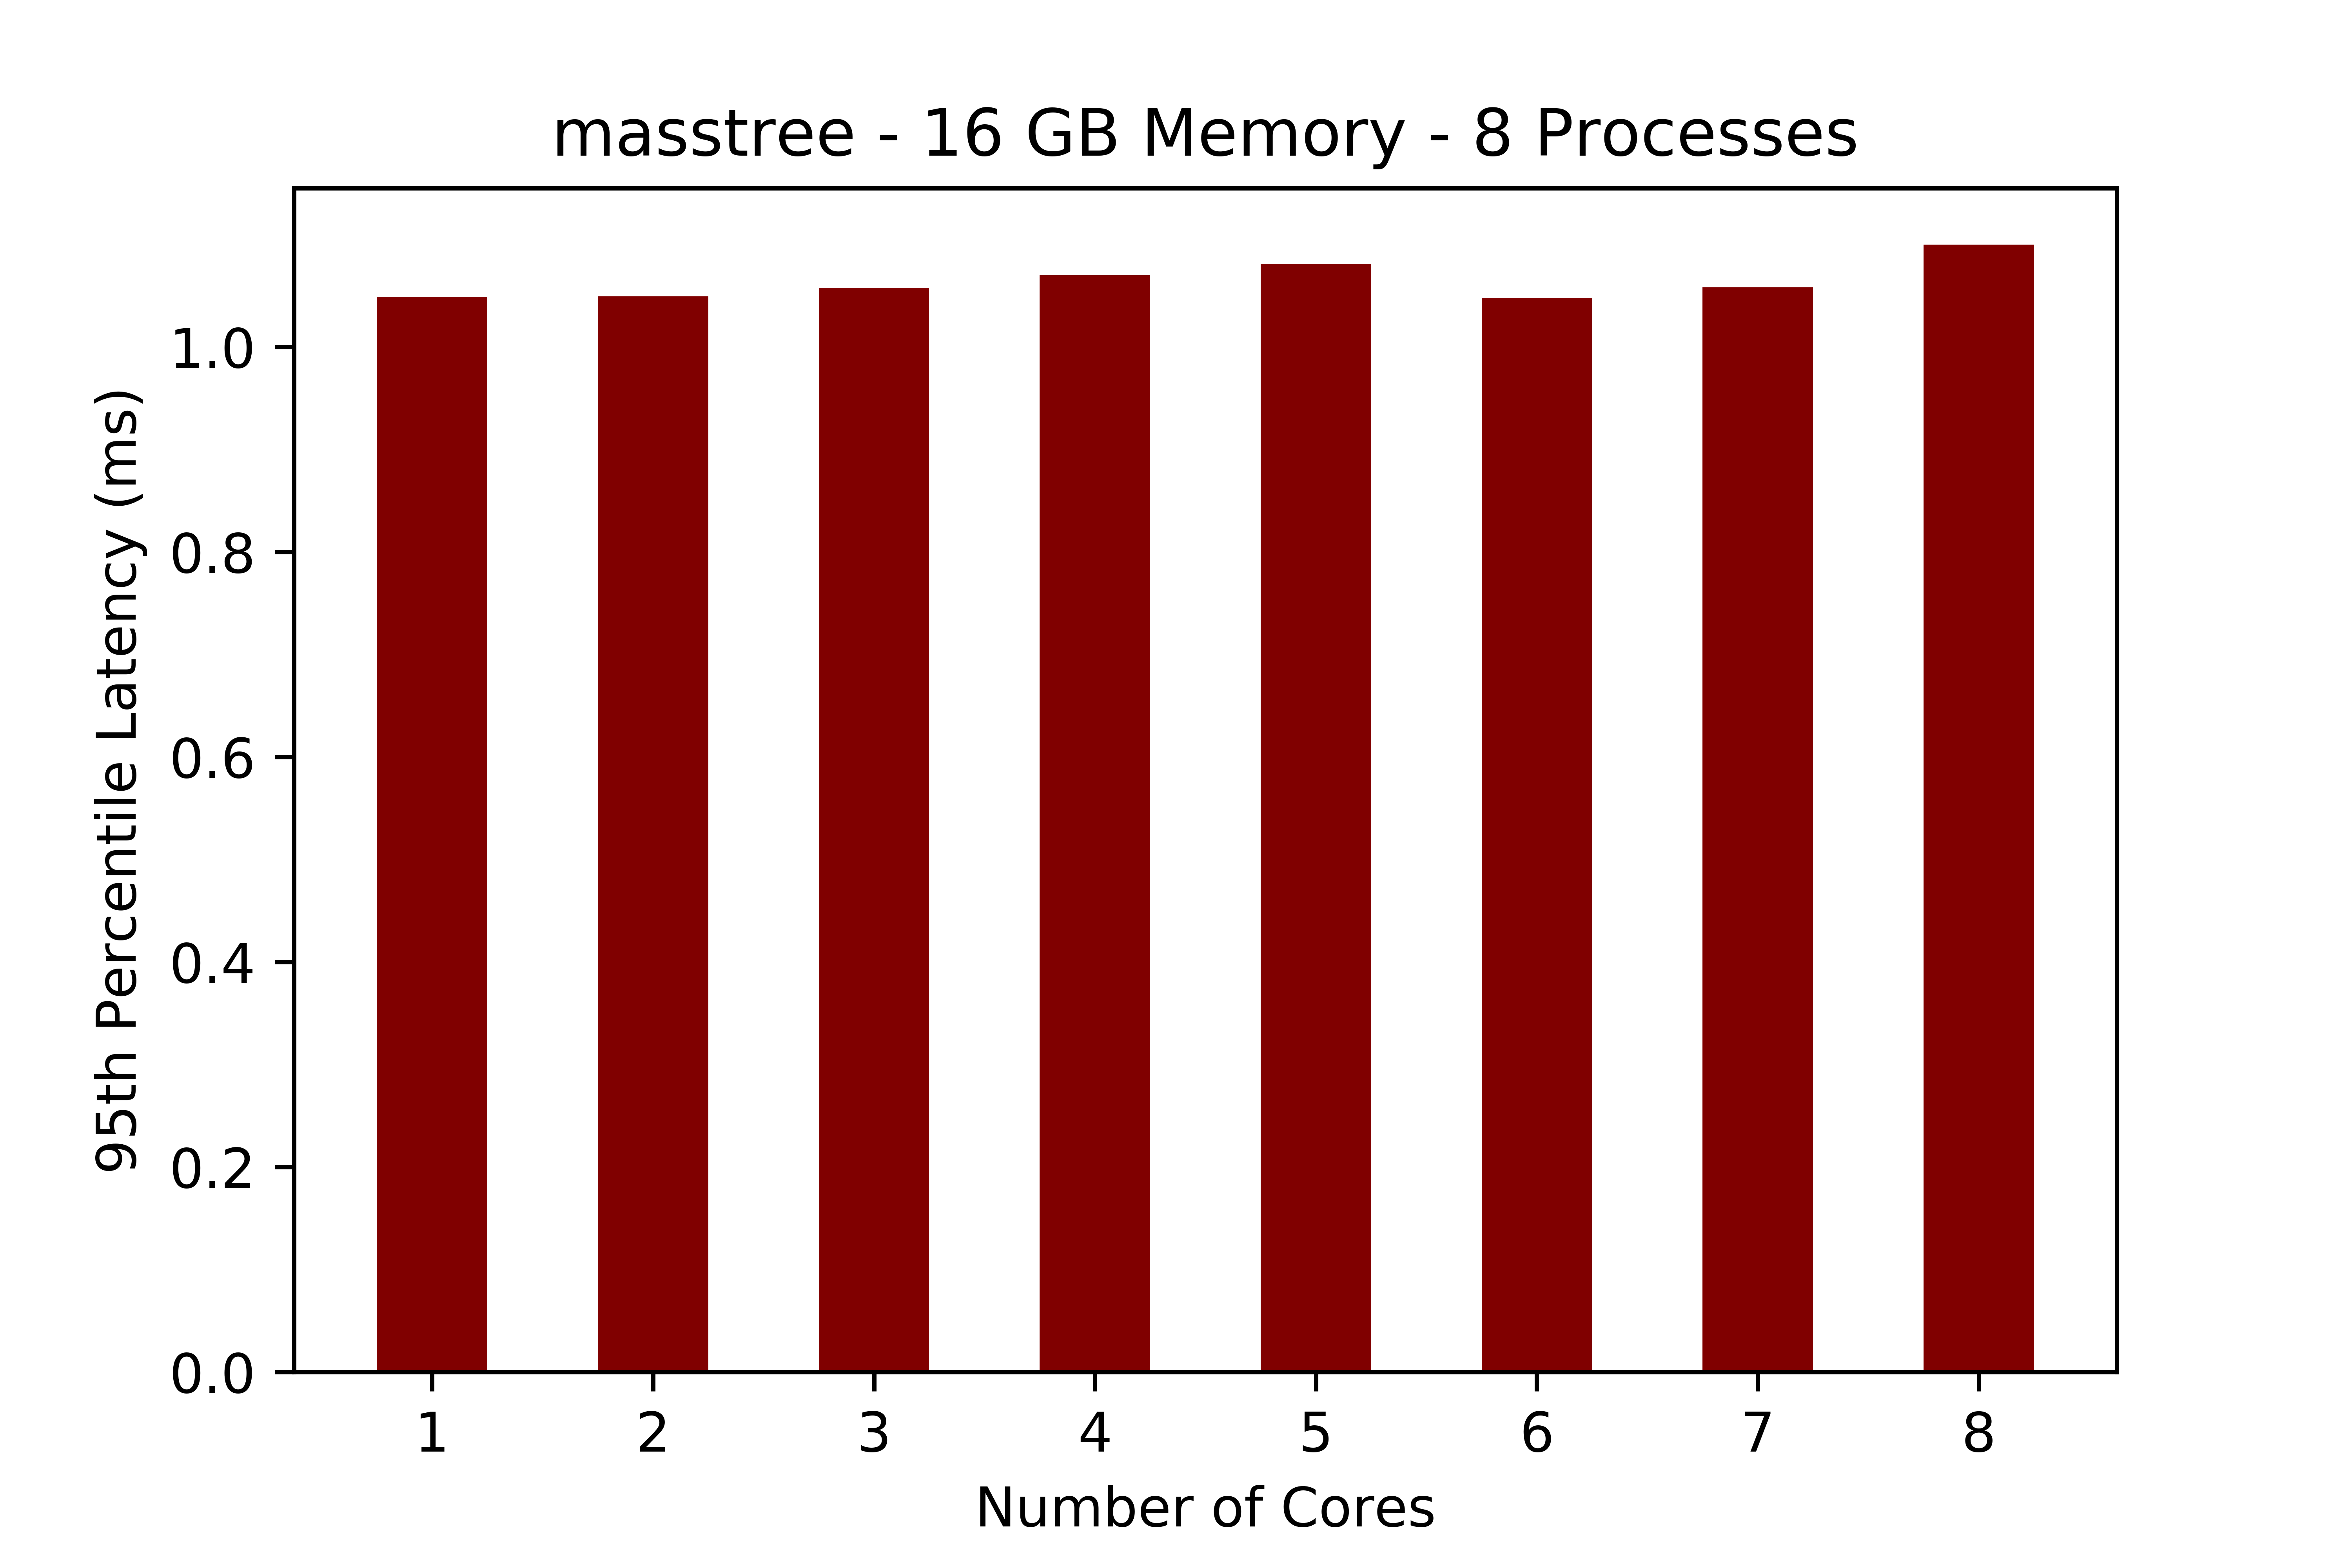 masstree - 16 GB Memory - 8 Processes
95th Percentile Latency (ms)
1.0
0.8
0.6
0.4
0.2
0.0
1 2 3 4 5 6 7 8
Number of Cores